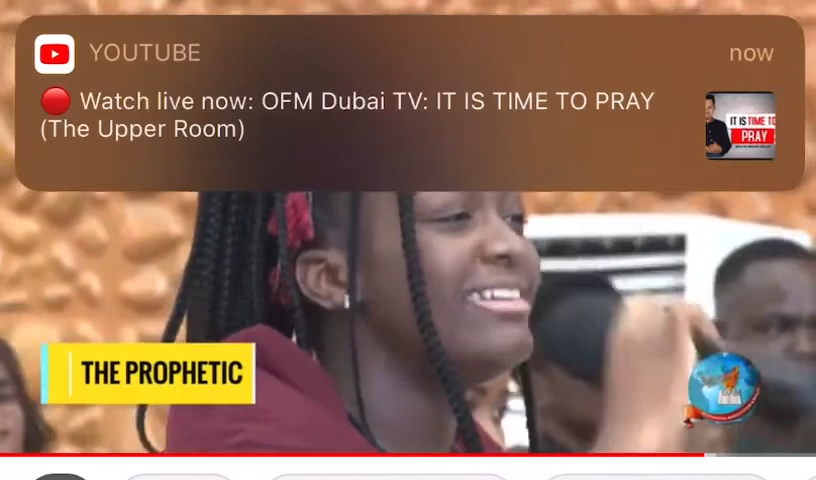 YOUTUBE
now
🔴 Watch live now: OFM Dubai TV: IT IS TIME TO PRAY
(The Upper Room)
IT IS TIME TO
PRAY
THE PROPHETIC
OFM